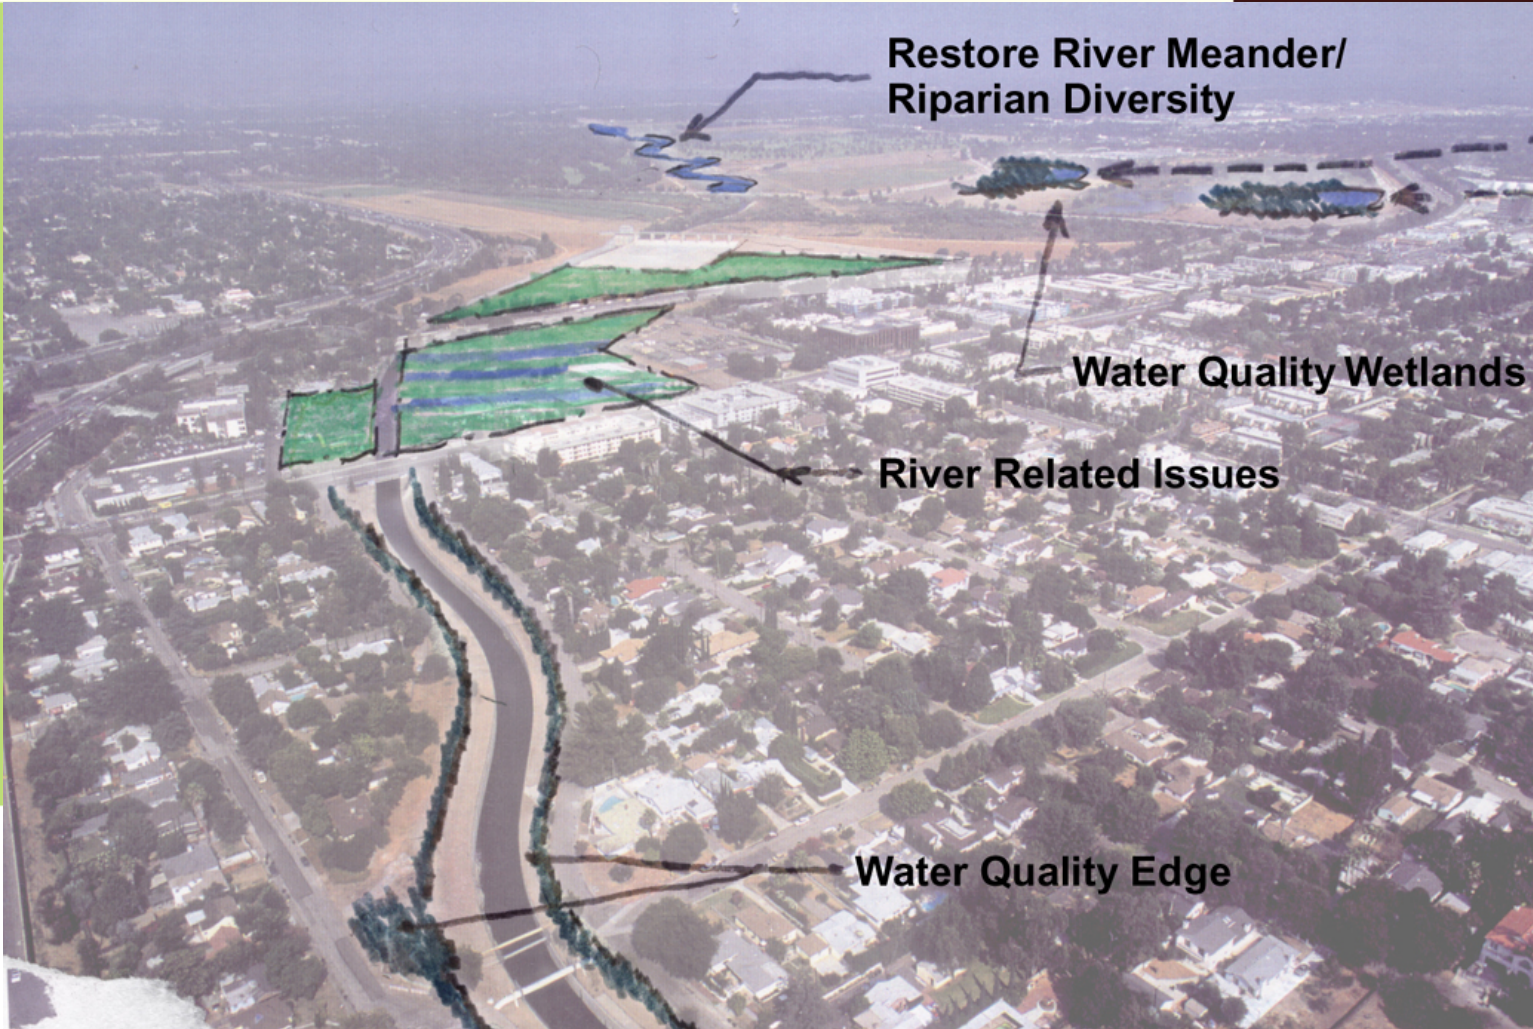 Restore River Meander/
Riparian Diversity
Water Quality Wetlands
River Related Issues
Water Quality Edge